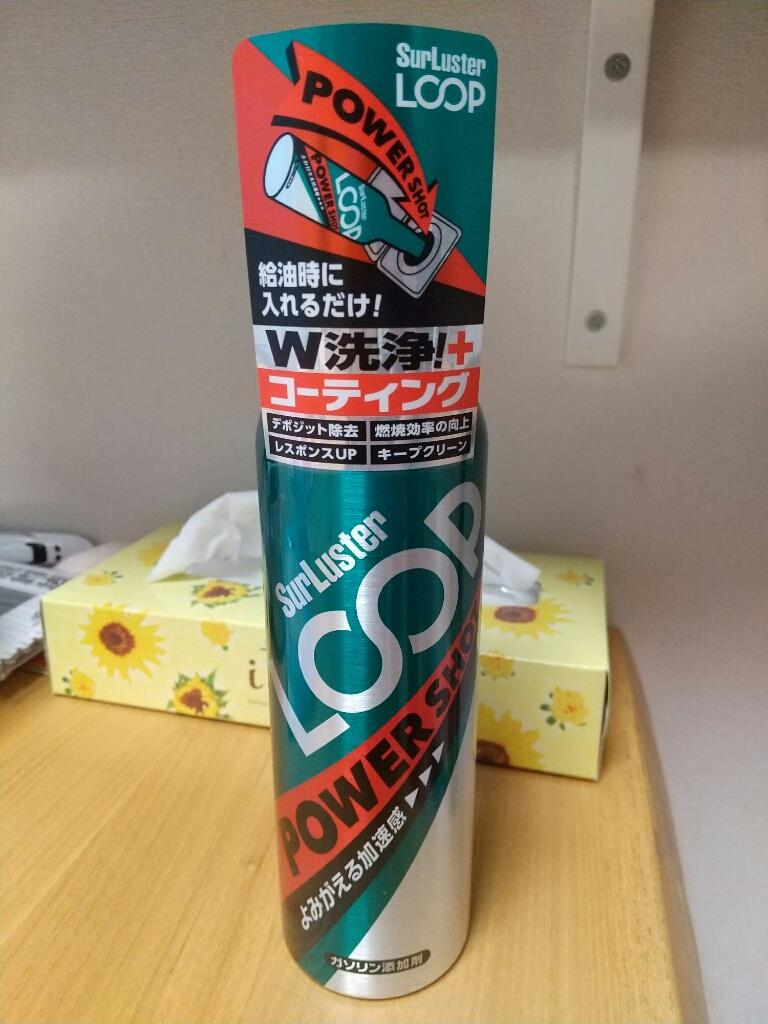 SurLuster
LOOP
POWER SHOT
SurLuster
LOOP
POWER SHOT
給油時に
入れるだけ!
W洗浄!+
コーティング
デポジット除去
燃焼効率の向上
レスポンスUP
キープクリーン
SurLuster
LOOP
POWER SHOT
よみがえる加速感
ガソリン添加剤